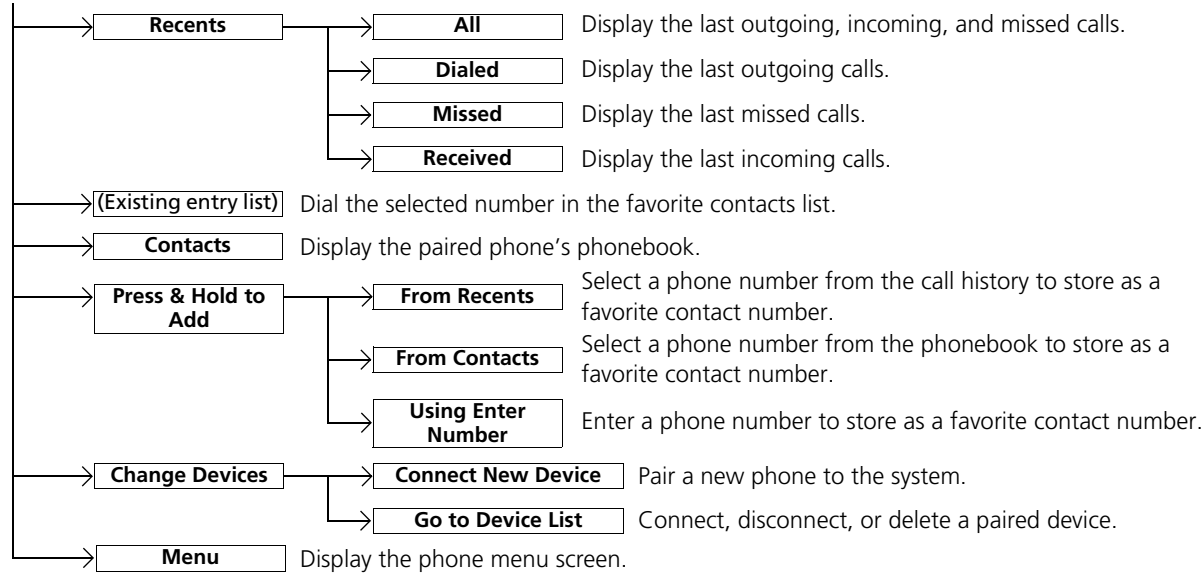 Recents
All
Display the last outgoing, incoming, and missed calls.
Dialed
Display the last outgoing calls.
Missed
Display the last missed calls.
Received
Display the last incoming calls.
(Existing entry list)
Dial the selected number in the favorite contacts list.
Contacts
Display the paired phone’s phonebook.
Press & Hold to
Add
From Recents
Select a phone number from the call history to store as a
favorite contact number.
From Contacts
Select a phone number from the phonebook to store as a
favorite contact number.
Using Enter
Number
Enter a phone number to store as a favorite contact number.
Change Devices
Connect New Device
Pair a new phone to the system.
Go to Device List
Connect, disconnect, or delete a paired device.
Menu
Display the phone menu screen.